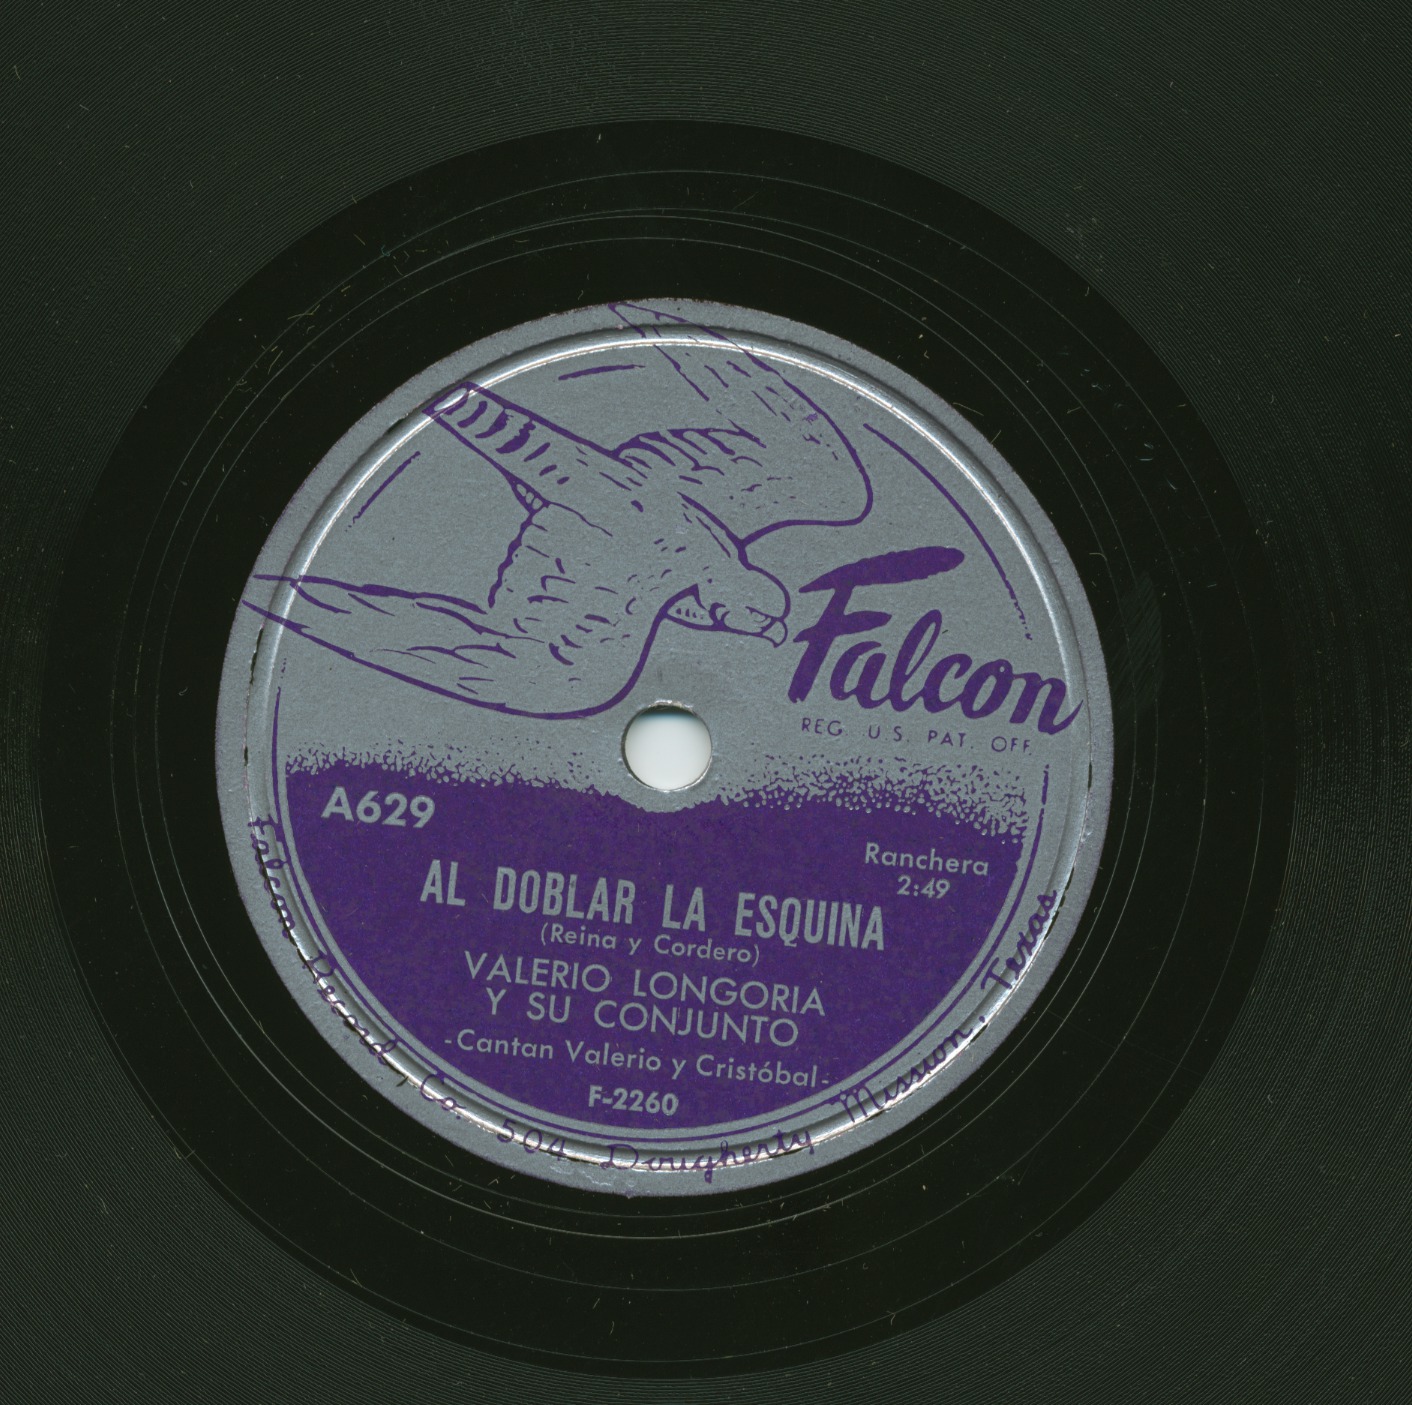 Falcon
REG. U.S. PAT. OFF.
A629
Ranchera
2:49
AL DOBLAR LA ESQUINA
(Reina y Cordero)
VALERIO LONGORIA
Y SU CONJUNTO
-Cantan Valerio y Cristóbal-
F-2260
Falcon Record Co. 504 Dougherty Mission, Texas